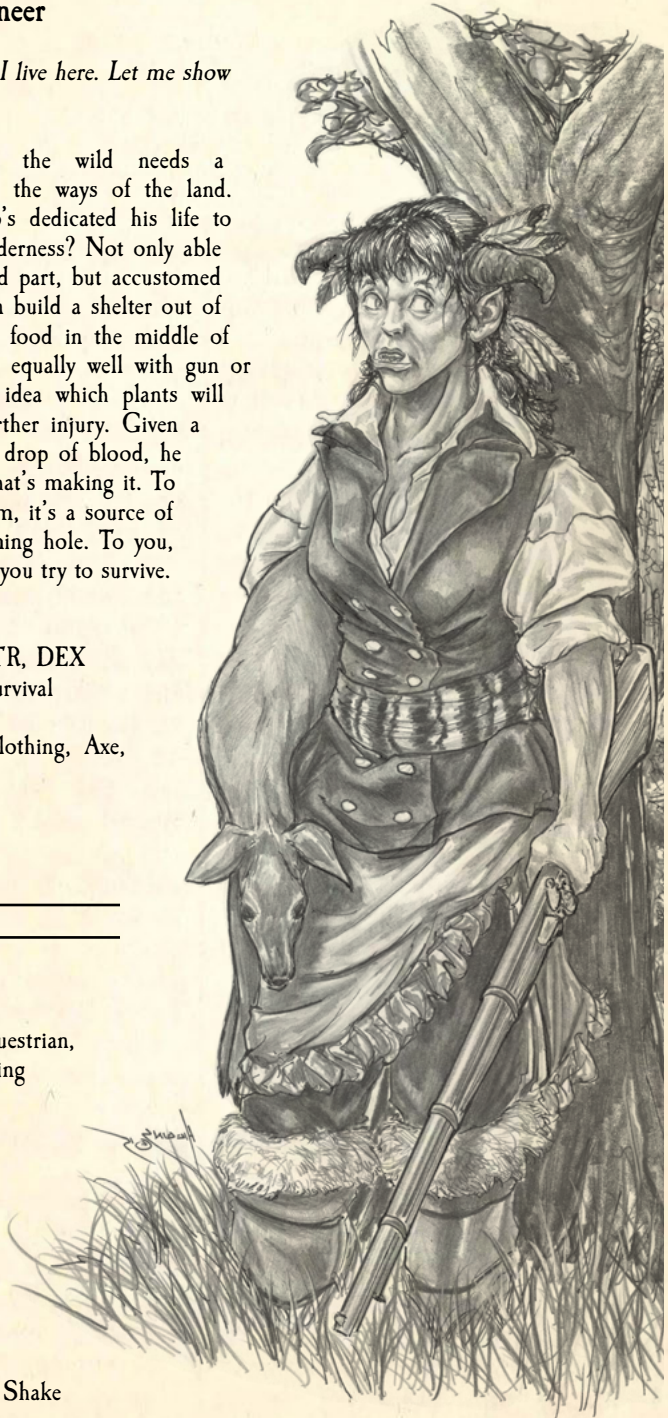 neer
I live here. Let me show
the wild needs a
the ways of the land.
o's dedicated his life to
derness? Not only able
d part, but accustomed
n build a shelter out of
food in the middle of
equally well with gun or
idea which plants will
rther injury. Given a
drop of blood, he
hat's making it. To
m, it's a source of
ning hole. To you,
you try to survive.
TR, DEX
urvival
lothing, Axe,
uestrian,
ing
Shake